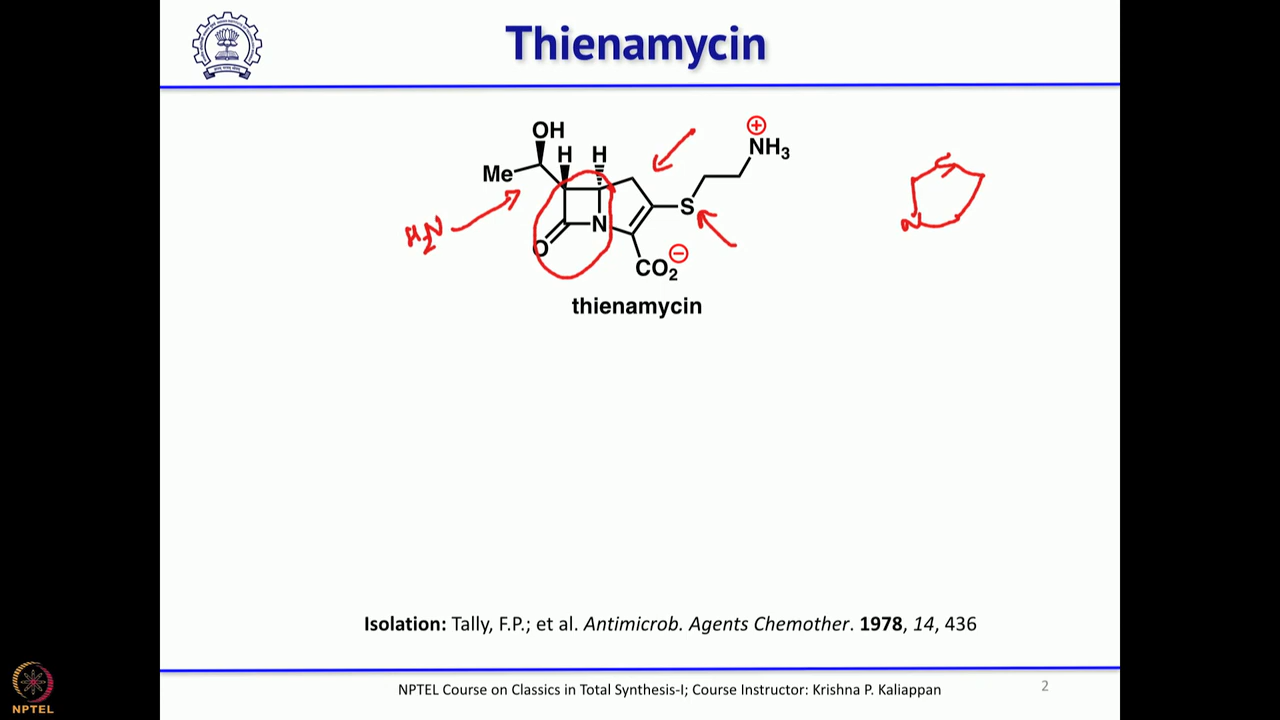 Thienamycin
OH
H H
Me
⊕
NH3
S
N
O
⊖
CO2
H2N
S
N
thienamycin
Isolation: Tally, F.P.; et al. Antimicrob. Agents Chemother. 1978, 14, 436
NPTEL Course on Classics in Total Synthesis-I; Course Instructor: Krishna P. Kaliappan
2
NPTEL